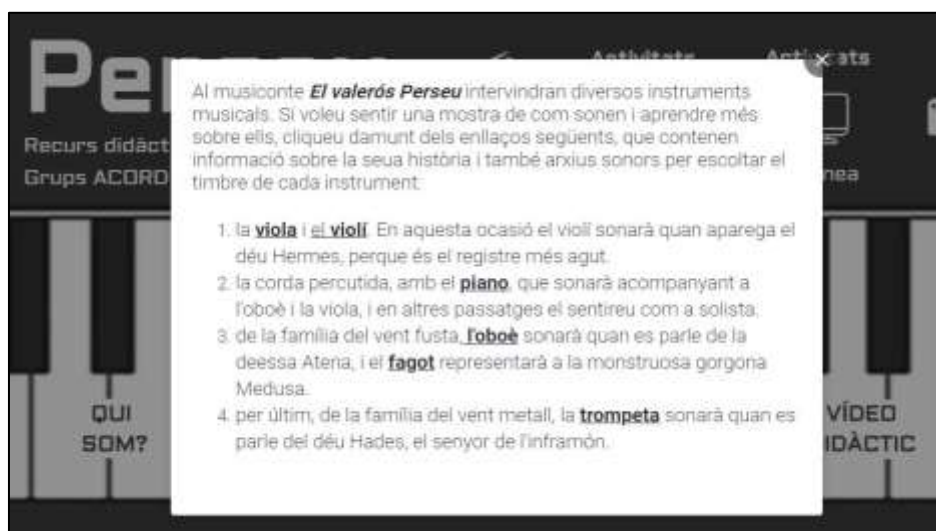 Per
Activitats
Recurs didàct
Grups ACORD
nea
Al musiconte El valerós Perseu intervindran diversos instruments
musicals. Si voleu sentir una mostra de com sonen i aprendre més
sobre ells, cliqueu damunt dels enllaços següents, que contenen
informació sobre la seua història i també arxius sonors per escoltar el
timbre de cada instrument:
1. la viola i el violí. En aquesta ocasió el violí sonarà quan aparega el
déu Hermes, perque és el registre més agut.
2. la corda percutida, amb el piano, que sonarà acompanyant a
l'oboè i la viola, i en altres passatges el sentireu com a solista.
3. de la família del vent fusta, l'oboè sonarà quan es parle de la
deessa Atena, i el fagot representarà a la monstruosa gorgona
Medusa.
4. per últim, de la família del vent metall, la trompeta sonarà quan es
parle del déu Hades, el senyor de l'inframón.
QUI
SOM?
VÍDEO
IDÀCTIC